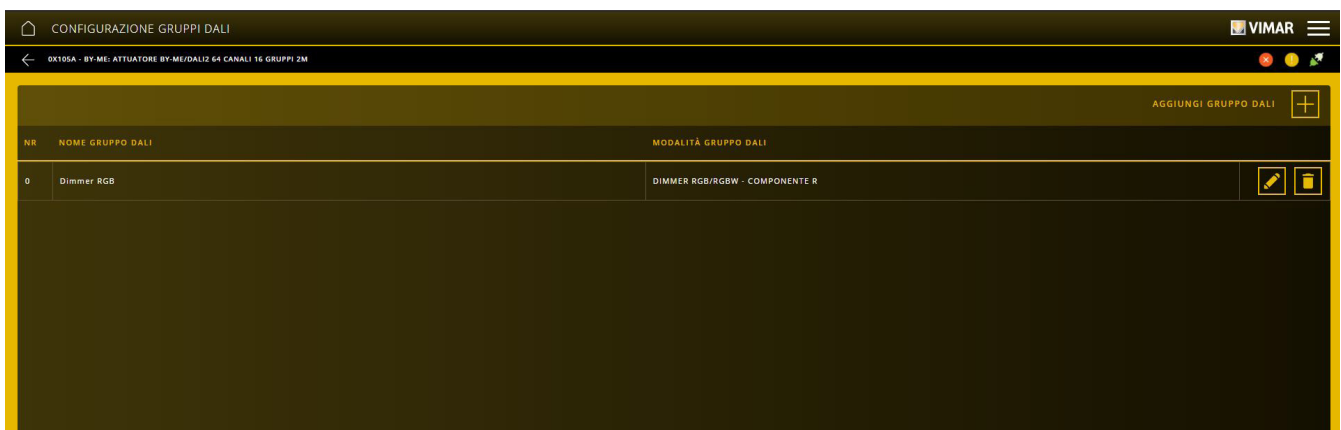 CONFIGURAZIONE GRUPPI DALI
VIMAR
0X105A - BY-ME: ATTUATORE BY-ME/DALI2 64 CANALI 16 GRUPPI 2M
AGGIUNGI GRUPPO DALI
NR NOME GRUPPO DALI MODALITÀ GRUPPO DALI
0 Dimmer RGB DIMMER RGB/RGBW - COMPONENTE R